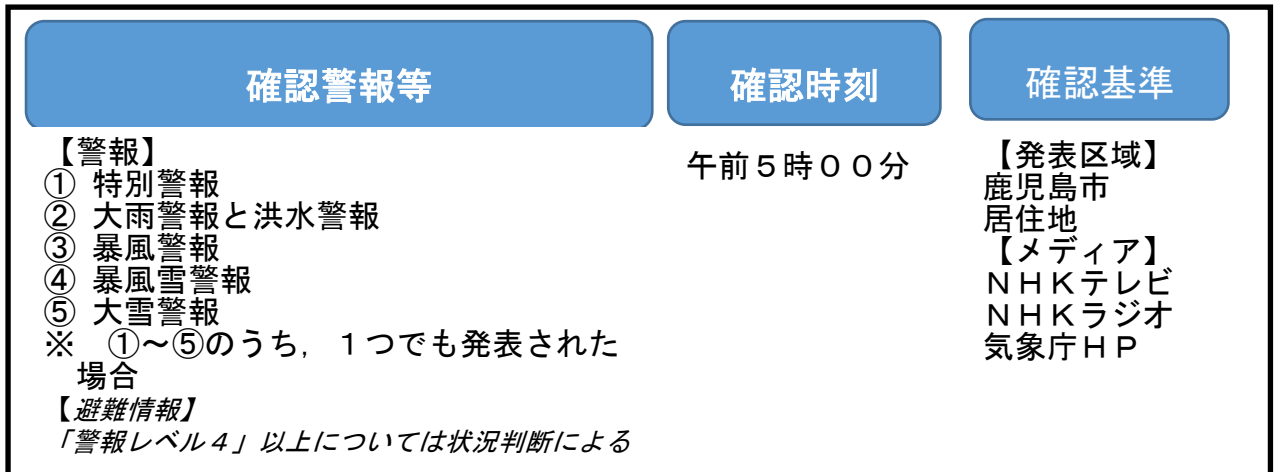 確認警報等
確認時刻
確認基準
【警報】
① 特別警報
② 大雨警報と洪水警報
③ 暴風警報
④ 暴風雪警報
⑤ 大雪警報
※　①～⑤のうち，１つでも発表された
場合
【避難情報】
「警報レベル４」以上については状況判断による
午前５時００分
【発表区域】
鹿児島市
居住地
【メディア】
ＮＨＫテレビ
ＮＨＫラジオ
気象庁ＨＰ